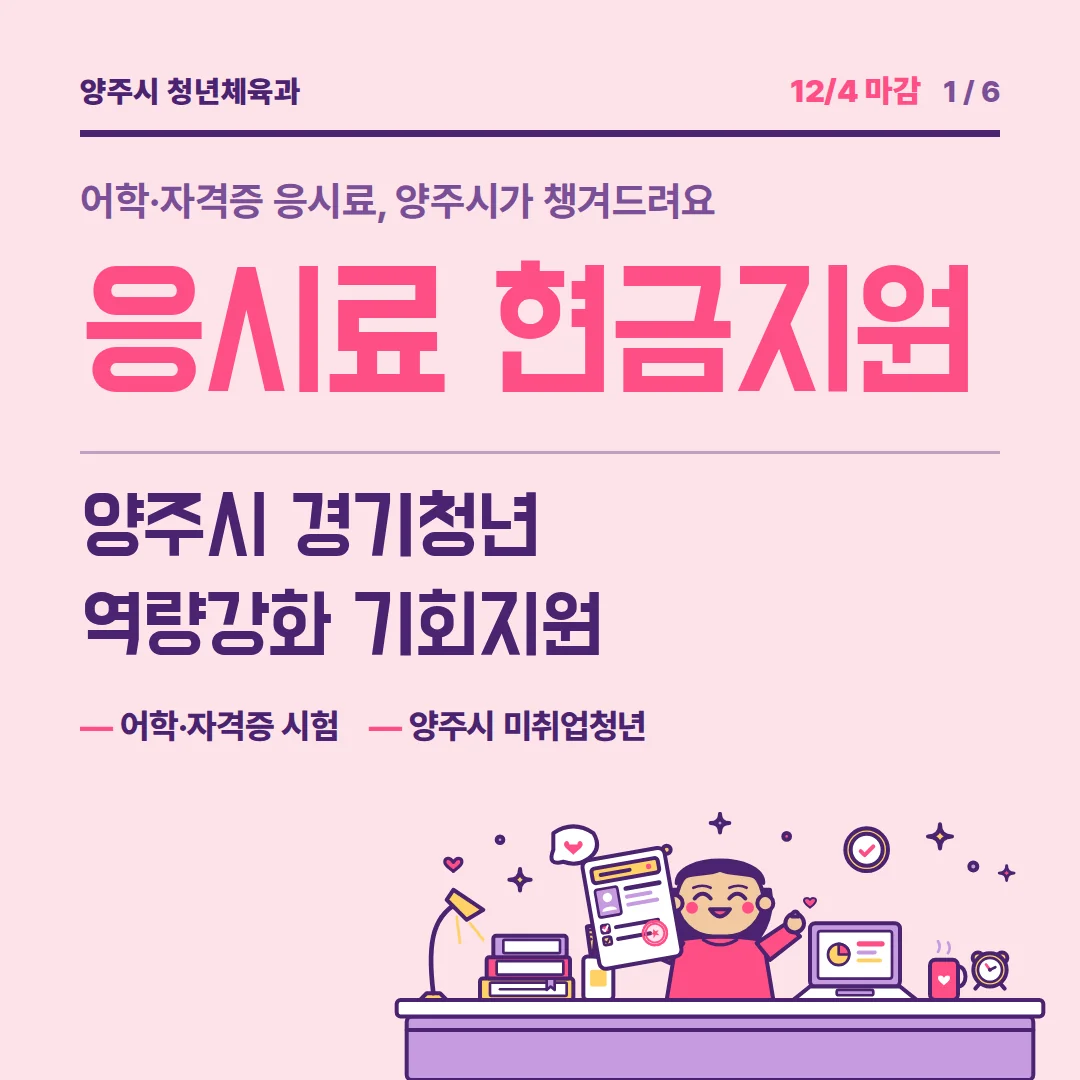 양주시 청년체육과
12/4 마감 1 / 6
어학·자격증 응시료, 양주시가 챙겨드려요
응시료 현금지원
양주시 경기청년
역량강화 기회지원
— 어학·자격증 시험 — 양주시 미취업청년